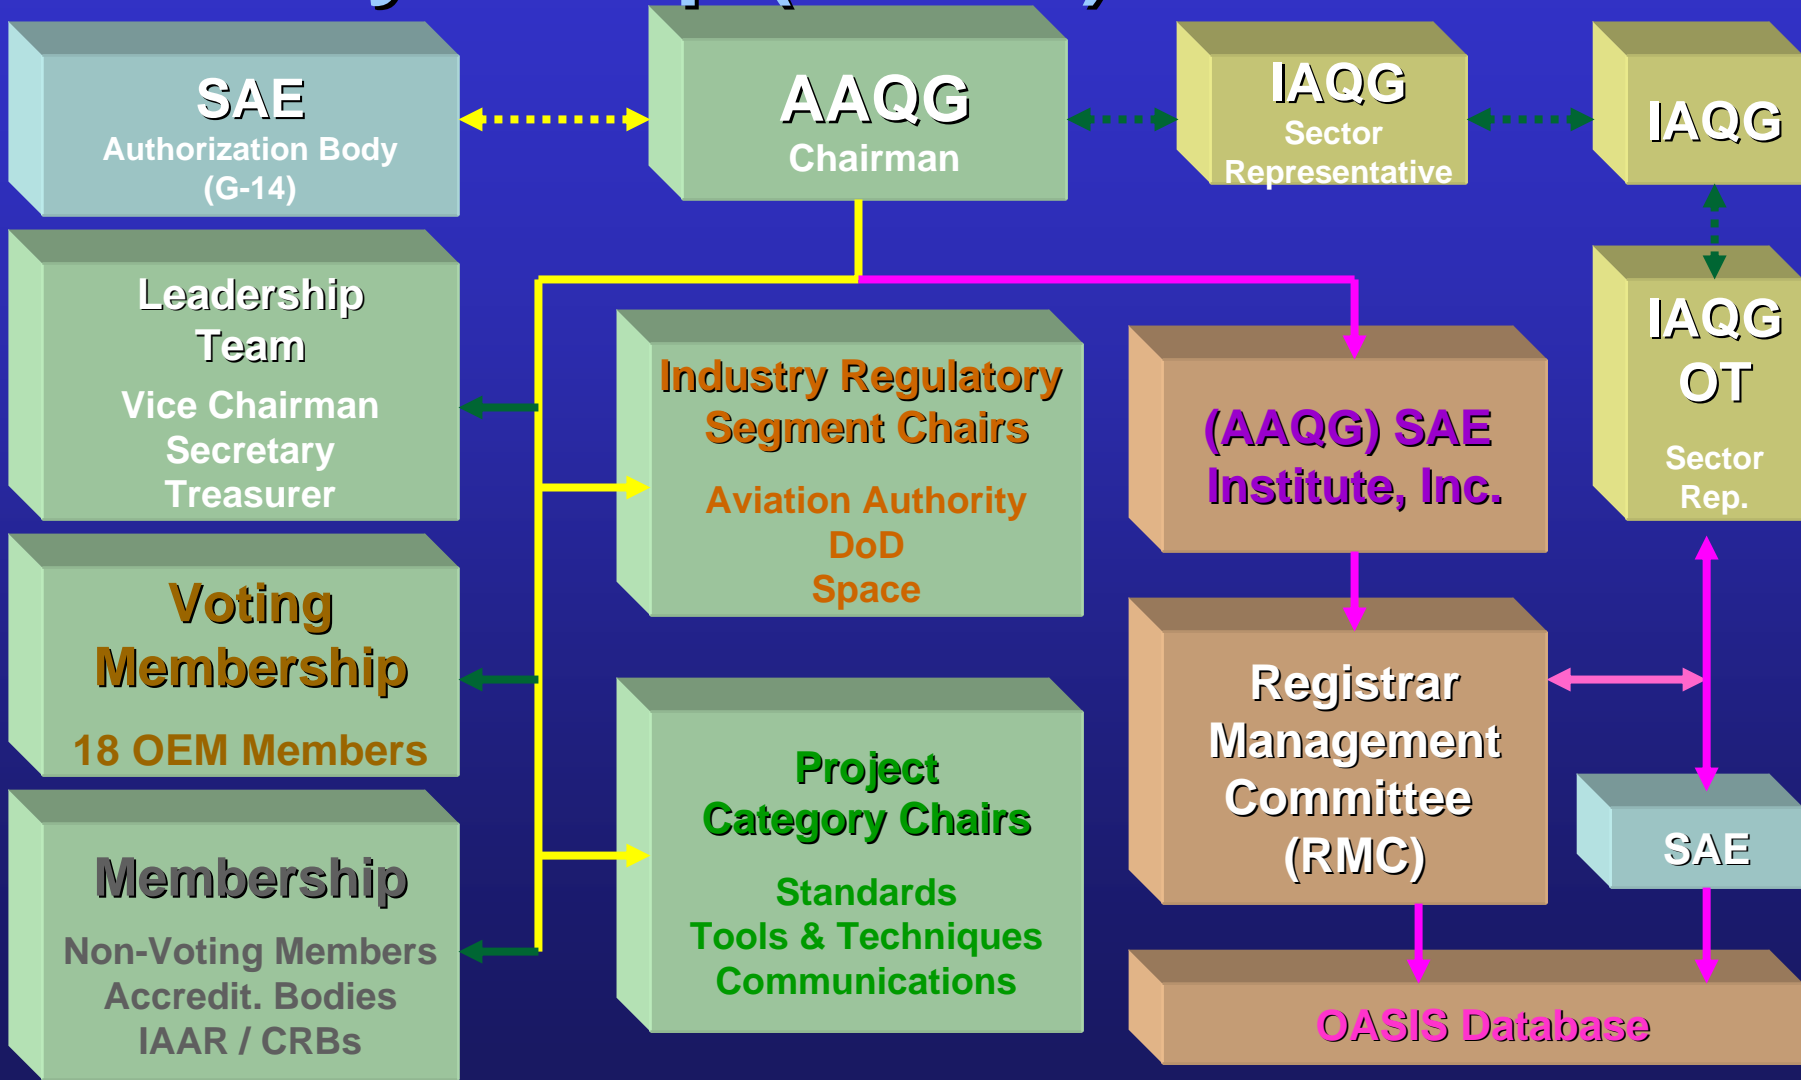 SAE
Authorization Body
(G-14)
AAQG
Chairman
IAQG
Sector
Representative
IAQG
Leadership
Team
Vice Chairman
Secretary
Treasurer
Industry Regulatory
Segment Chairs
Aviation Authority
DoD
Space
(AAQG) SAE
Institute, Inc.
IAQG
OT
Sector
Rep.
Voting
Membership
18 OEM Members
Project
Category Chairs
Standards
Tools & Techniques
Communications
Registrar
Management
Committee
(RMC)
SAE
Membership
Non-Voting Members
Accredit. Bodies
IAAR / CRBs
OASIS Database